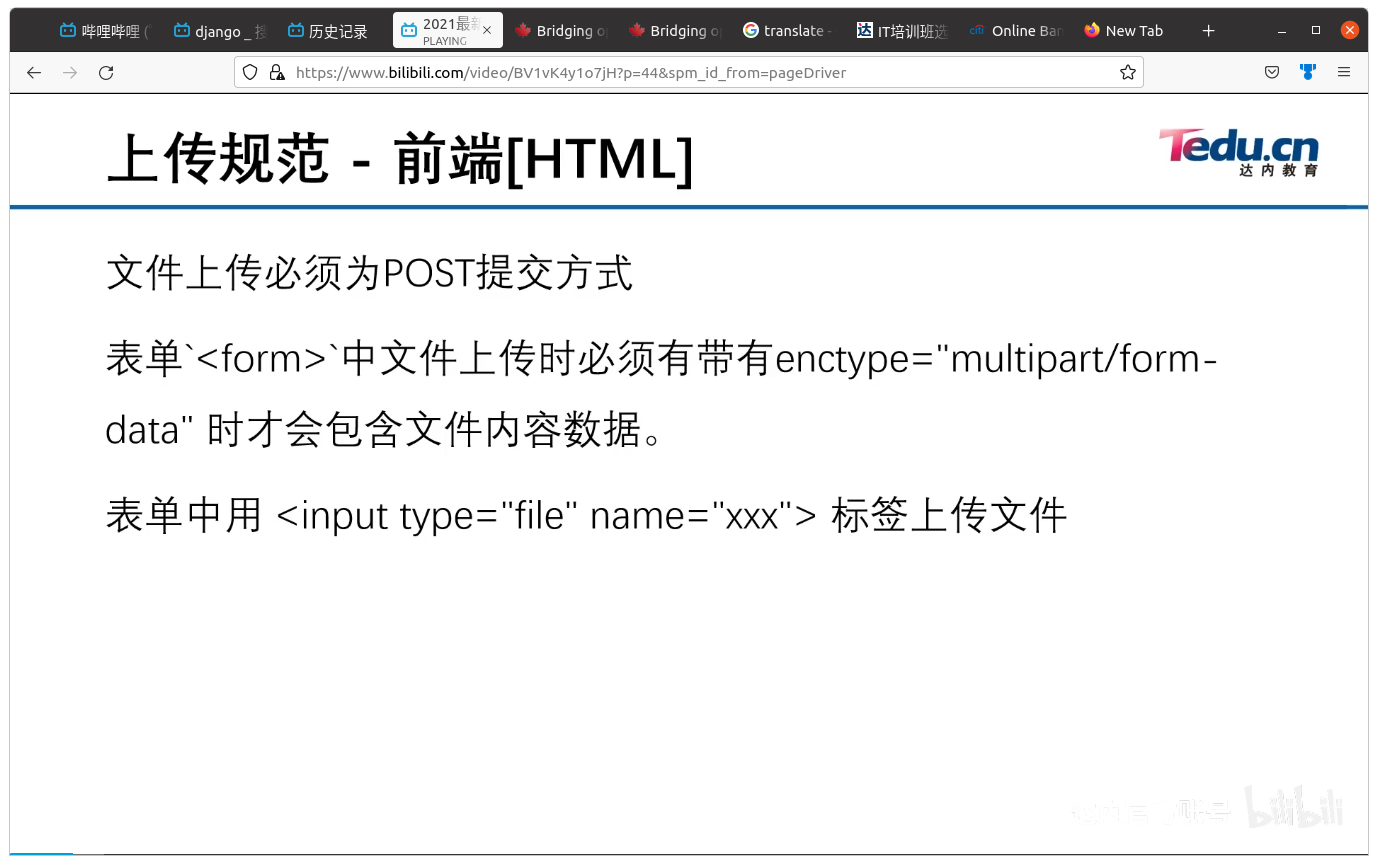 哔哩哔哩 (
django _ 搜
历史记录
2021最新
PLAYING
Bridging o
Bridging o
translate -
IT培训班选
citi
Online Ban
New Tab
https://www.bilibili.com/video/BV1vK4y1o7jH?p=44&spm_id_from=pageDriver
上传规范 - 前端[HTML]
Tedu.cn
达内教育
文件上传必须为POST提交方式
表单`<form>`中文件上传时必须有带有enctype="multipart/form-
data" 时才会包含文件内容数据。
表单中用 <input type="file" name="xxx"> 标签上传文件
bilibili